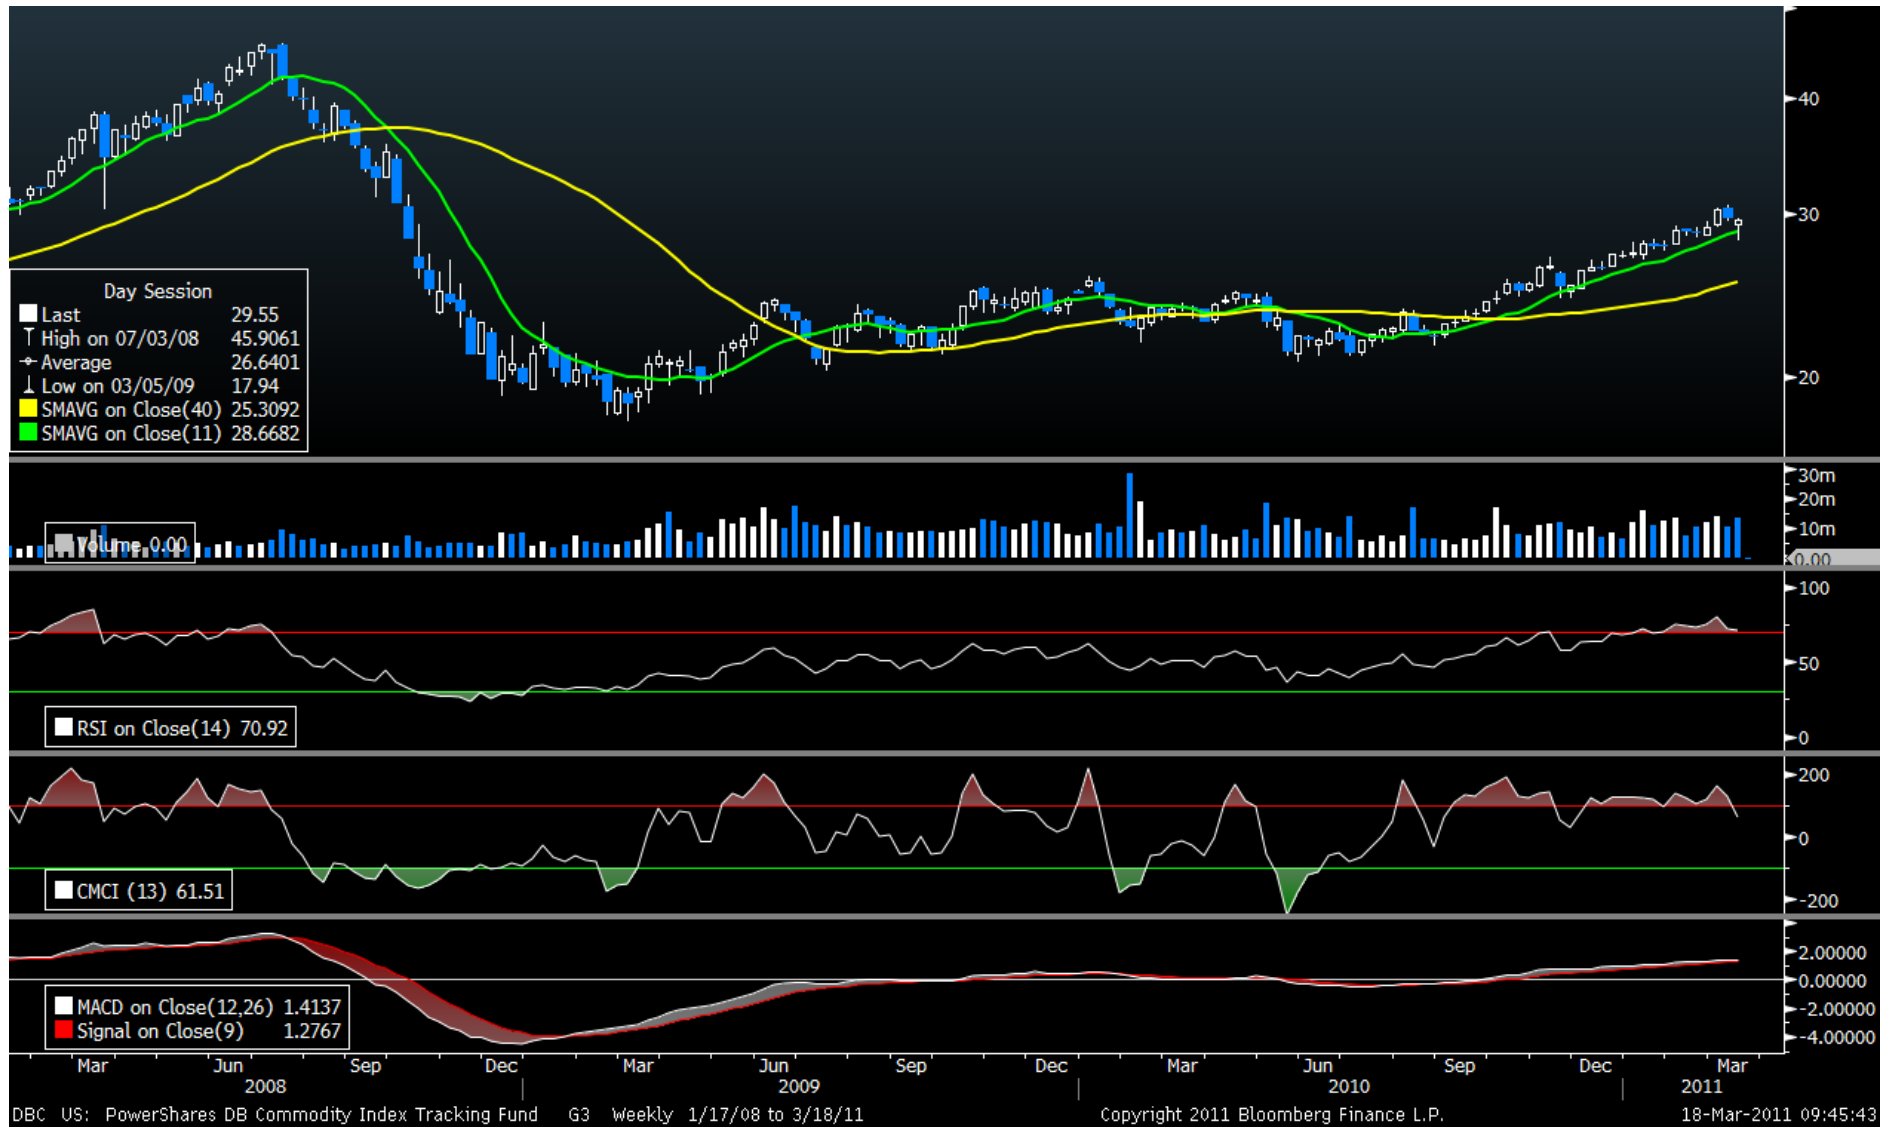 40
30
20
Day Session
Last 29.55
High on 07/03/08 45.9061
Average 26.6401
Low on 03/05/09 17.94
SMAVG on Close(40) 25.3092
SMAVG on Close(11) 28.6682
30m
20m
10m
0.00
Volume 0.00
100
50
0
RSI on Close(14) 70.92
200
0
-200
CMCI (13) 61.51
2.00000
0.00000
-2.00000
-4.00000
MACD on Close(12,26) 1.4137
Signal on Close(9) 1.2767
Mar Jun Sep Dec Mar Jun Sep Dec Mar Jun Sep Dec Mar
2008 2009 2010 2011
DBC US: PowerShares DB Commodity Index Tracking Fund G3 Weekly 1/17/08 to 3/18/11 Copyright 2011 Bloomberg Finance L.P. 18-Mar-2011 09:45:43